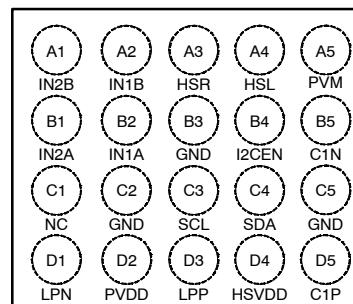 A1 A2 A3 A4 A5
IN2B IN1B HSR HSL PVM
B1 B2 B3 B4 B5
IN2A IN1A GND I2CEN C1N
C1 C2 C3 C4 C5
NC GND SCL SDA GND
D1 D2 D3 D4 D5
LPN PVDD LPP HSVDD C1P